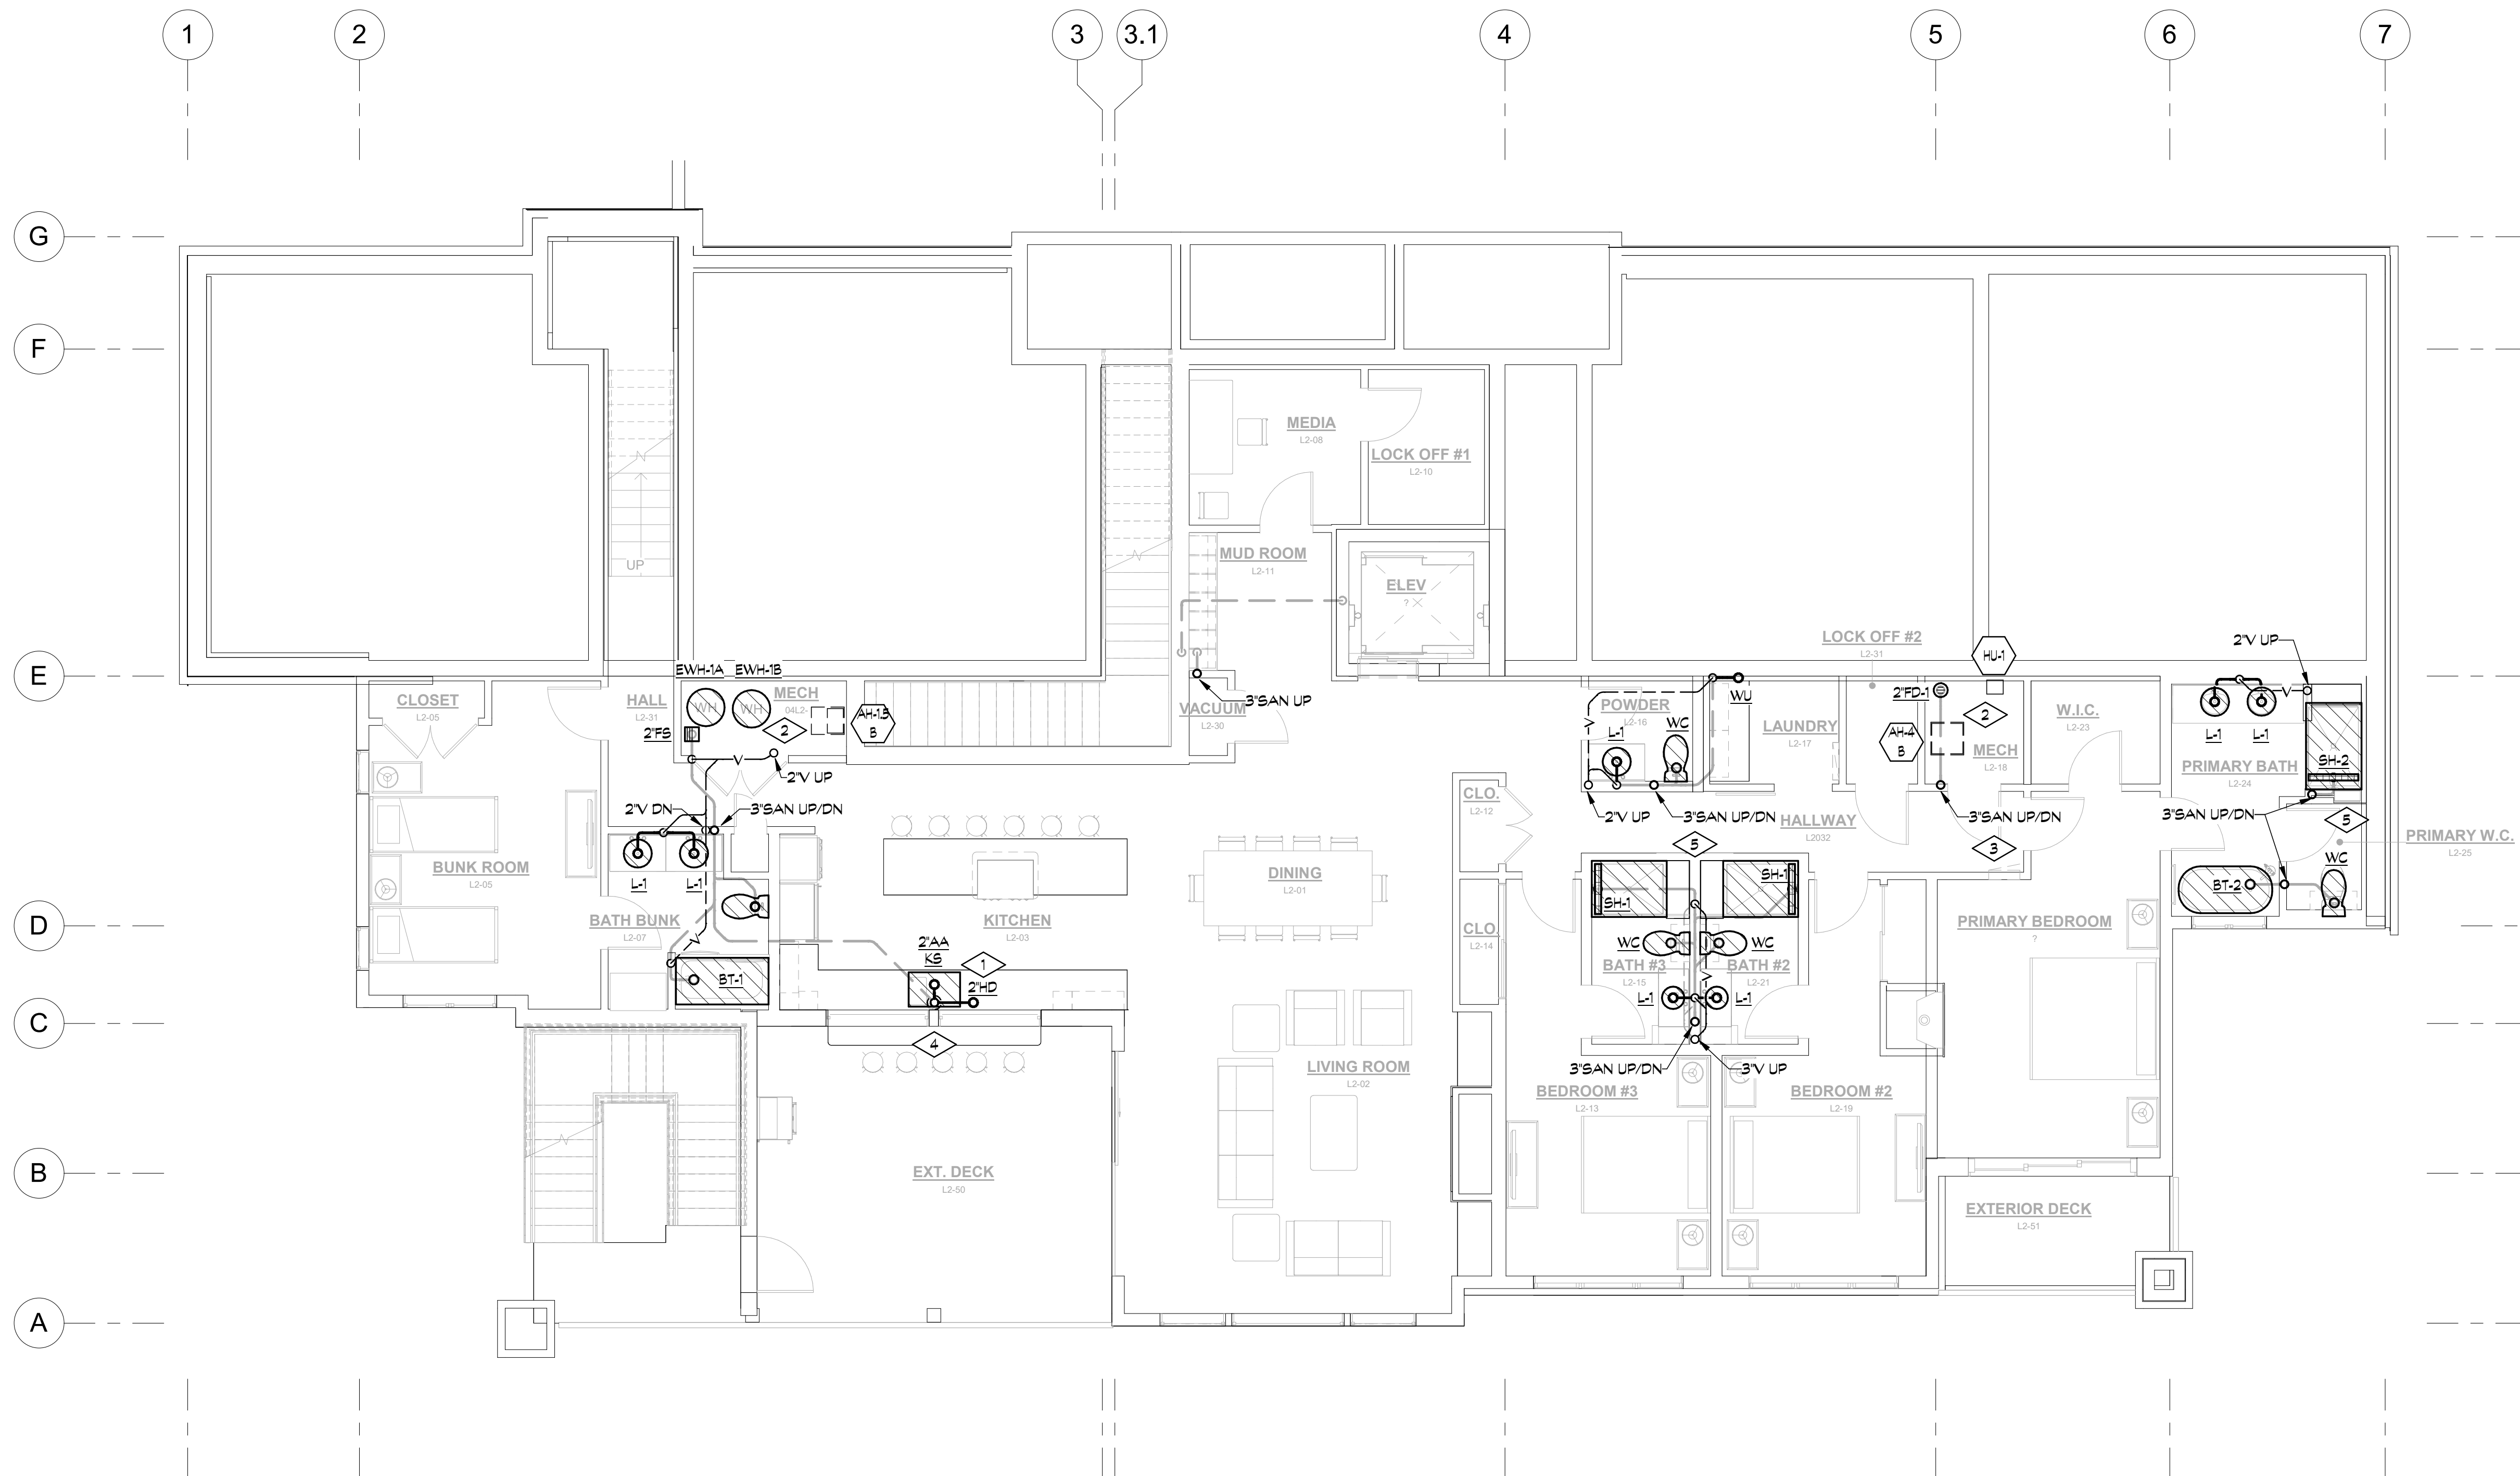 1
2
3
3.1
4
5
6
7
G
F
E
D
C
B
A
MEDIA
L2-08
LOCK OFF #1
L2-10
UP
MUD ROOM
L2-11
ELEV
?
LOCK OFF #2
L2-31
HU-1
2"V UP
EWH-1A
EWH-1B
CLOSET
L2-05
HALL
L2-31
WH
WH
MECH
04L2-
AH-1.5
B
2"FS
2
V
2"V UP
VACUUM
L2-30
3"SAN UP
POWDER
L2-16
WC
L-1
V
WU
LAUNDRY
L2-17
2"FD-1
2
AH-4
B
MECH
L2-18
W.I.C.
L2-23
V
L-1
L-1
PRIMARY BATH
L2-24
SH-2
2"V DN
3"SAN UP/DN
CLO.
L2-12
2"V UP
3"SAN UP/DN
HALLWAY
L2032
3"SAN UP/DN
3"SAN UP/DN
5
PRIMARY W.C.
L2-25
BUNK ROOM
L2-05
L-1
L-1
DINING
L2-01
5
3
SH-1
SH-1
WC
BT-2
BATH BUNK
L2-07
V
KITCHEN
L2-03
CLO.
L2-14
PRIMARY BEDROOM
?
WC
WC
2"AA
KS
1
2"HD
BT-1
BATH #3
L2-15
V
BATH #2
L2-21
L-1
L-1
4
LIVING ROOM
L2-02
3"SAN UP/DN
3"V UP
BEDROOM #3
L2-13
BEDROOM #2
L2-19
EXT. DECK
L2-50
EXTERIOR DECK
L2-51